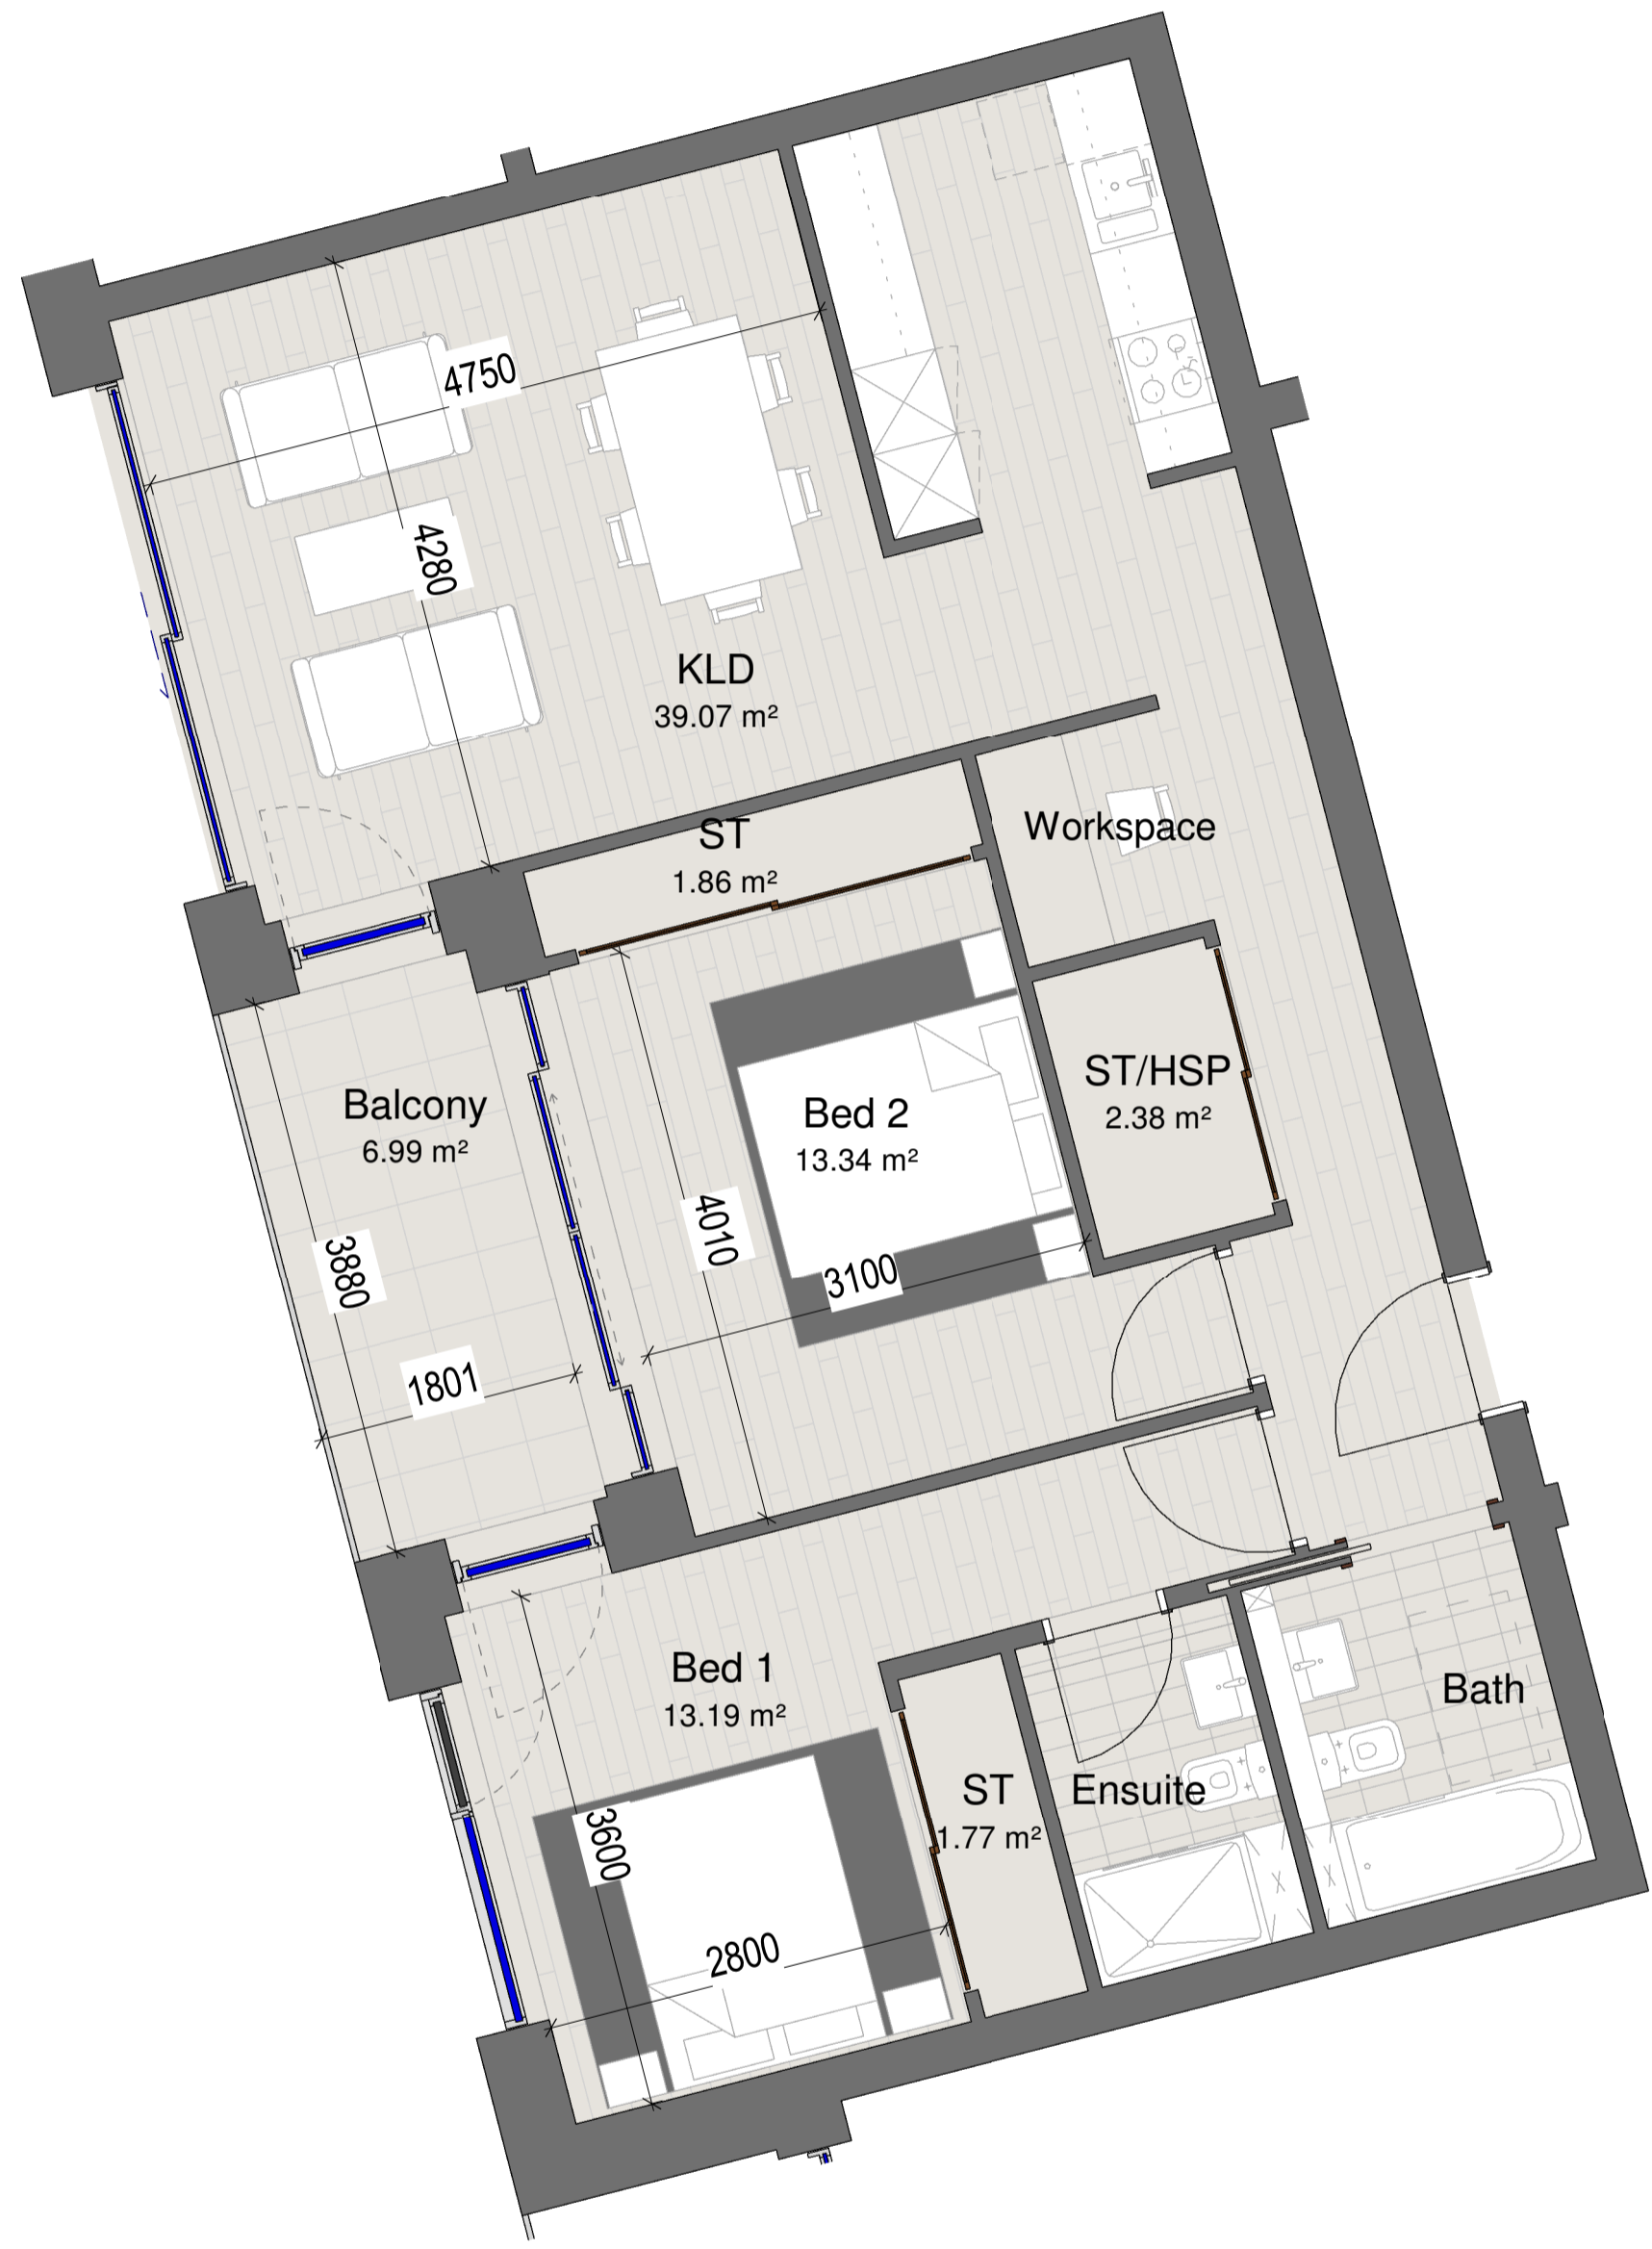 4750
4280
KLD
39.07 m²
ST
1.86 m²
Workspace
ST/HSP
2.38 m²
Balcony
6.99 m²
Bed 2
13.34 m²
4010
3880
3100
1801
Bed 1
13.19 m²
Bath
ST
1.77 m²
Ensuite
3600
2800